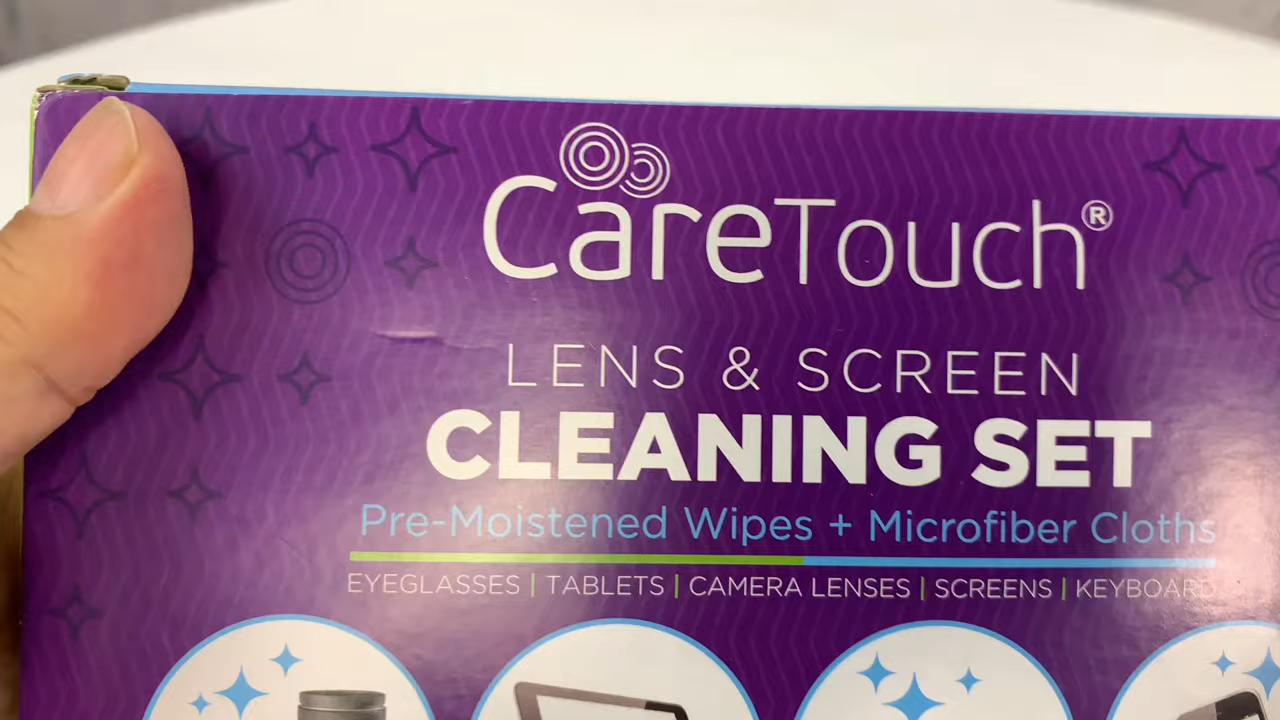 CareTouch®
LENS & SCREEN
CLEANING SET
Pre-Moistened Wipes + Microfiber Cloths
EYEGLASSES | TABLETS | CAMERA LENSES | SCREENS | KEYBOARD